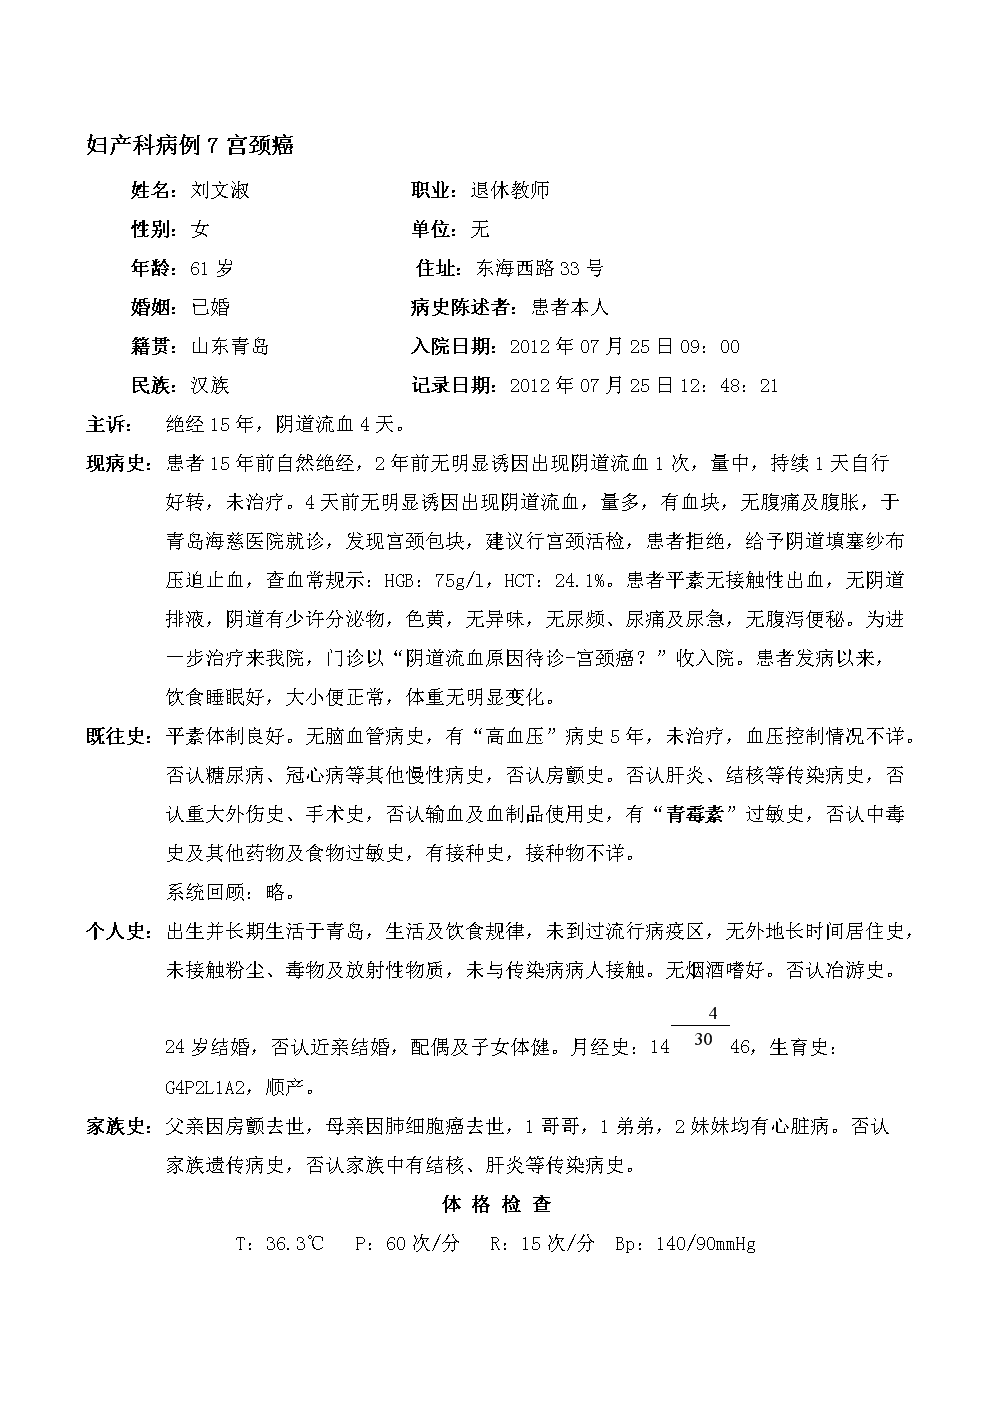 妇产科病例 7 宫颈癌
姓名：刘文淑 职业：退休教师
性别：女 单位：无
年龄：61 岁 住址：东海西路 33 号
婚姻：已婚 病史陈述者：患者本人
籍贯：山东青岛 入院日期：2012 年 07 月 25 日 09：00
民族：汉族 记录日期：2012 年 07 月 25 日 12：48：21
主诉： 绝经 15 年，阴道流血 4 天。
现病史：患者 15 年前自然绝经，2 年前无明显诱因出现阴道流血 1 次，量中，持续 1 天自行
好转，未治疗。4 天前无明显诱因出现阴道流血，量多，有血块，无腹痛及腹胀，于
青岛海慈医院就诊，发现宫颈包块，建议行宫颈活检，患者拒绝，给予阴道填塞纱布
压迫止血，查血常规示：HGB：75g/l，HCT：24.1%。患者平素无接触性出血，无阴道
排液，阴道有少许分泌物，色黄，无异味，无尿频、尿痛及尿急，无腹泻便秘。为进
一步治疗来我院，门诊以“阴道流血原因待诊-宫颈癌？”收入院。患者发病以来，
饮食睡眠好，大小便正常，体重无明显变化。
既往史：平素体制良好。无脑血管病史，有“高血压”病史 5 年，未治疗，血压控制情况不详。
否认糖尿病、冠心病等其他慢性病史，否认房颤史。否认肝炎、结核等传染病史，否
认重大外伤史、手术史，否认输血及血制品使用史，有“青霉素”过敏史，否认中毒
史及其他药物及食物过敏史，有接种史，接种物不详。
系统回顾：略。
个人史：出生并长期生活于青岛，生活及饮食规律，未到过流行病疫区，无外地长时间居住史，
未接触粉尘、毒物及放射性物质，未与传染病病人接触。无烟酒嗜好。否认冶游史。
4
24 岁结婚，否认近亲结婚，配偶及子女体健。月经史：14 30 46，生育史：
G4P2L1A2，顺产。
家族史：父亲因房颤去世，母亲因肺细胞癌去世，1 哥哥，1 弟弟，2 妹妹均有心脏病。否认
家族遗传病史，否认家族中有结核、肝炎等传染病史。
体 格 检 查
T：36.3℃ P：60 次/分 R：15 次/分 Bp：140/90mmHg